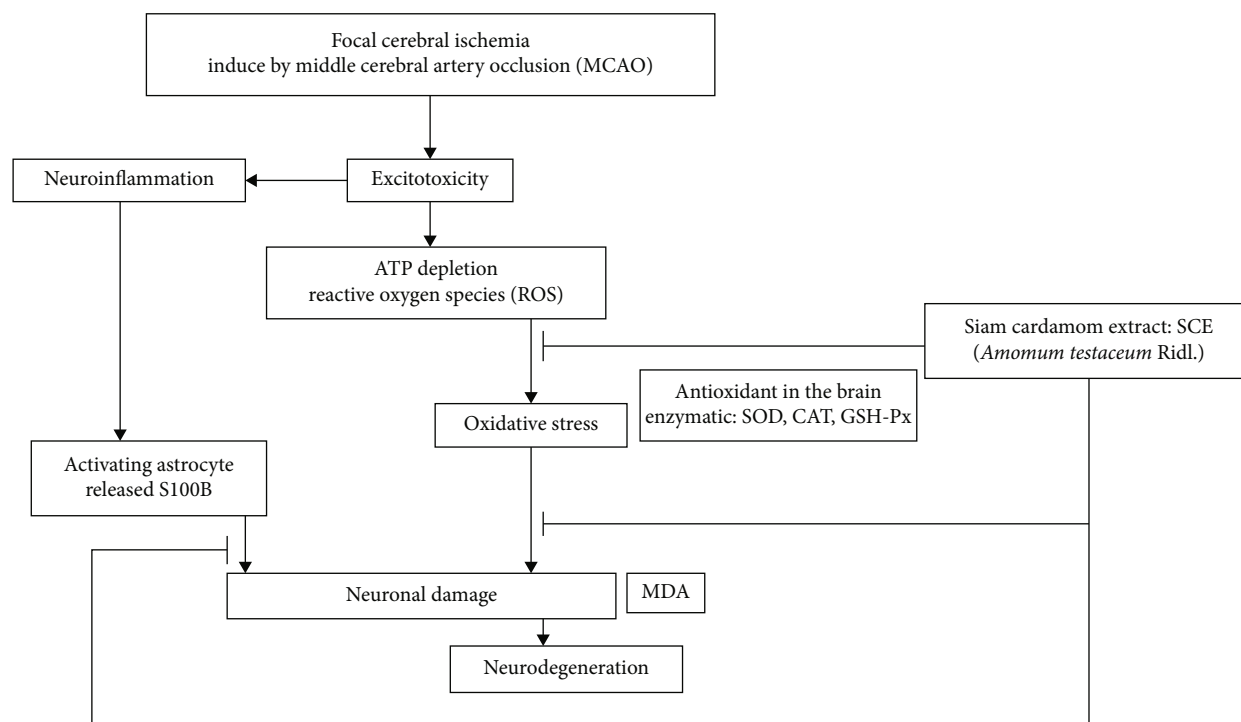 Focal cerebral ischemia
induce by middle cerebral artery occlusion (MCAO)
Neuroinflammation
Excitotoxicity
ATP depletion
reactive oxygen species (ROS)
Siam cardamom extract: SCE
(Amomum testaceum Ridl.)
Antioxidant in the brain
enzymatic: SOD, CAT, GSH-Px
Oxidative stress
Activating astrocyte
released S100B
Neuronal damage
MDA
Neurodegeneration